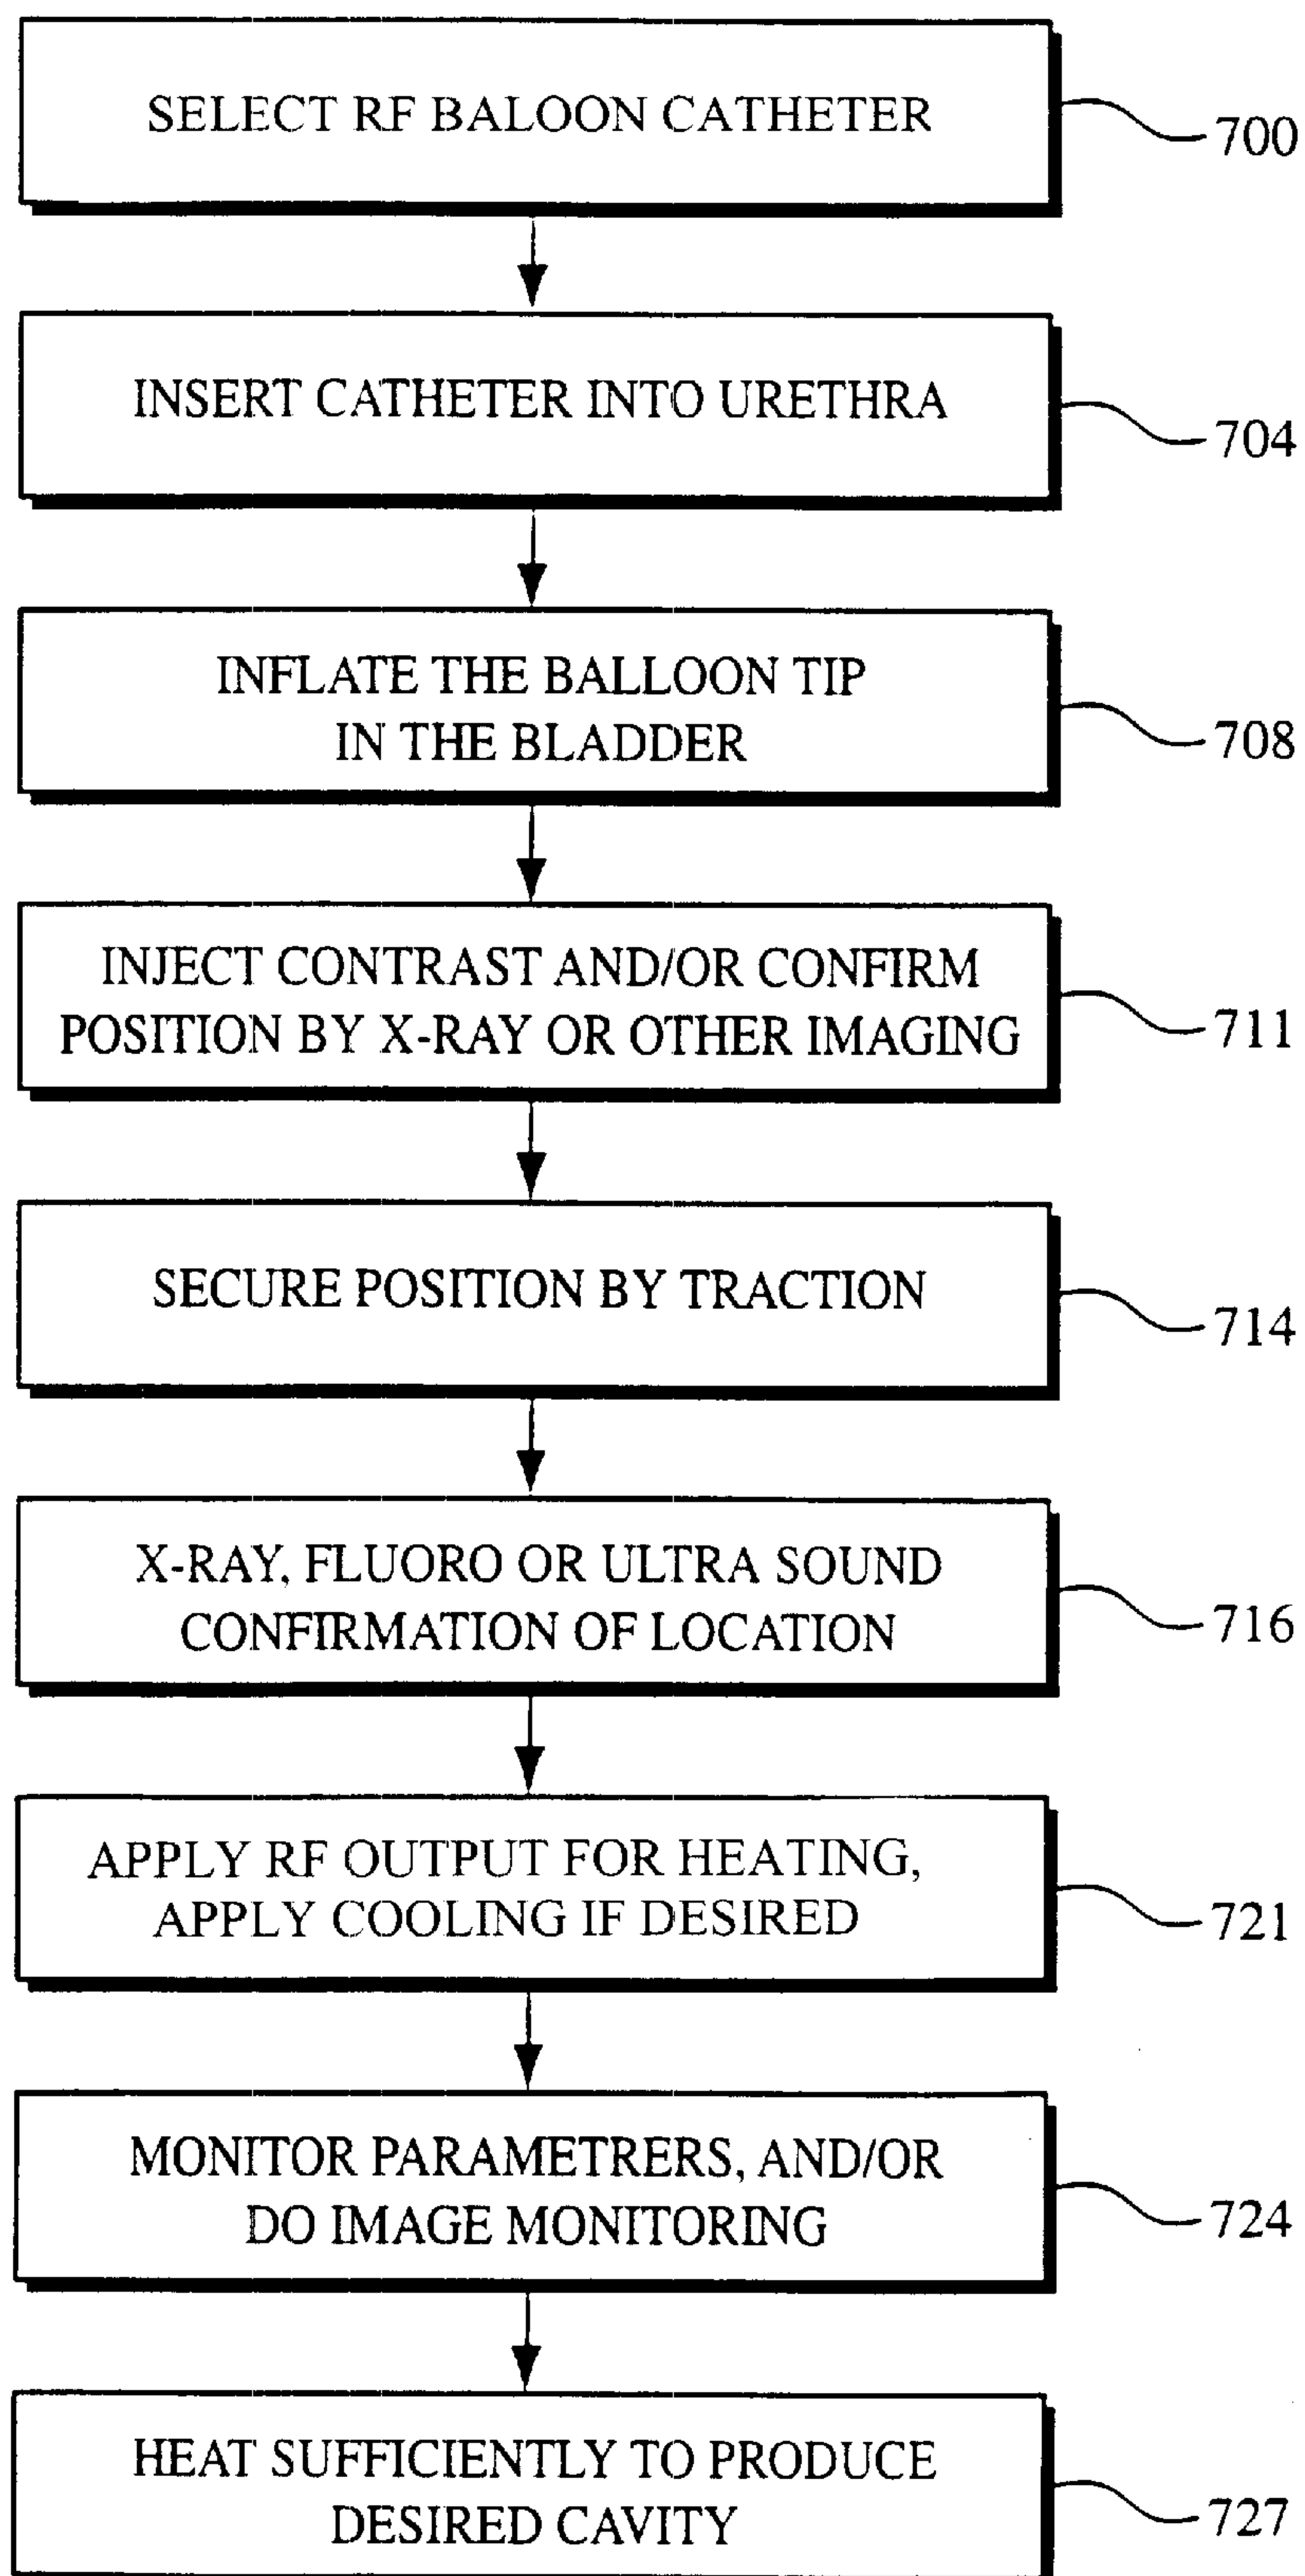 SELECT RF BALOON CATHETER
700
INSERT CATHETER INTO URETHRA
704
INFLATE THE BALLOON TIP
IN THE BLADDER
708
INJECT CONTRAST AND/OR CONFIRM
POSITION BY X-RAY OR OTHER IMAGING
711
SECURE POSITION BY TRACTION
714
X-RAY, FLUORO OR ULTRA SOUND
CONFIRMATION OF LOCATION
716
APPLY RF OUTPUT FOR HEATING,
APPLY COOLING IF DESIRED
721
MONITOR PARAMETRERS, AND/OR
DO IMAGE MONITORING
724
HEAT SUFFICIENTLY TO PRODUCE
DESIRED CAVITY
727